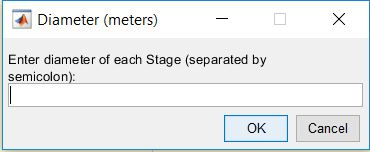 Diameter (meters)
Enter diameter of each Stage (separated by
semicolon):
OK Cancel